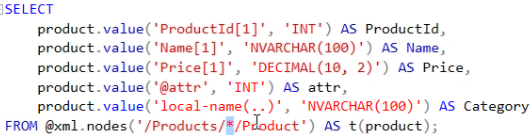 SELECT
product.value('ProductId[1]', 'INT') AS ProductId,
product.value('Name[1]', 'NVARCHAR(100)') AS Name,
product.value('Price[1]', 'DECIMAL(10, 2)') AS Price,
product.value('@attr', 'INT') AS attr,
product.value('local-name(..)', 'NVARCHAR(100)') AS Category
FROM @xml.nodes('/Products/*/Product') AS t(product);